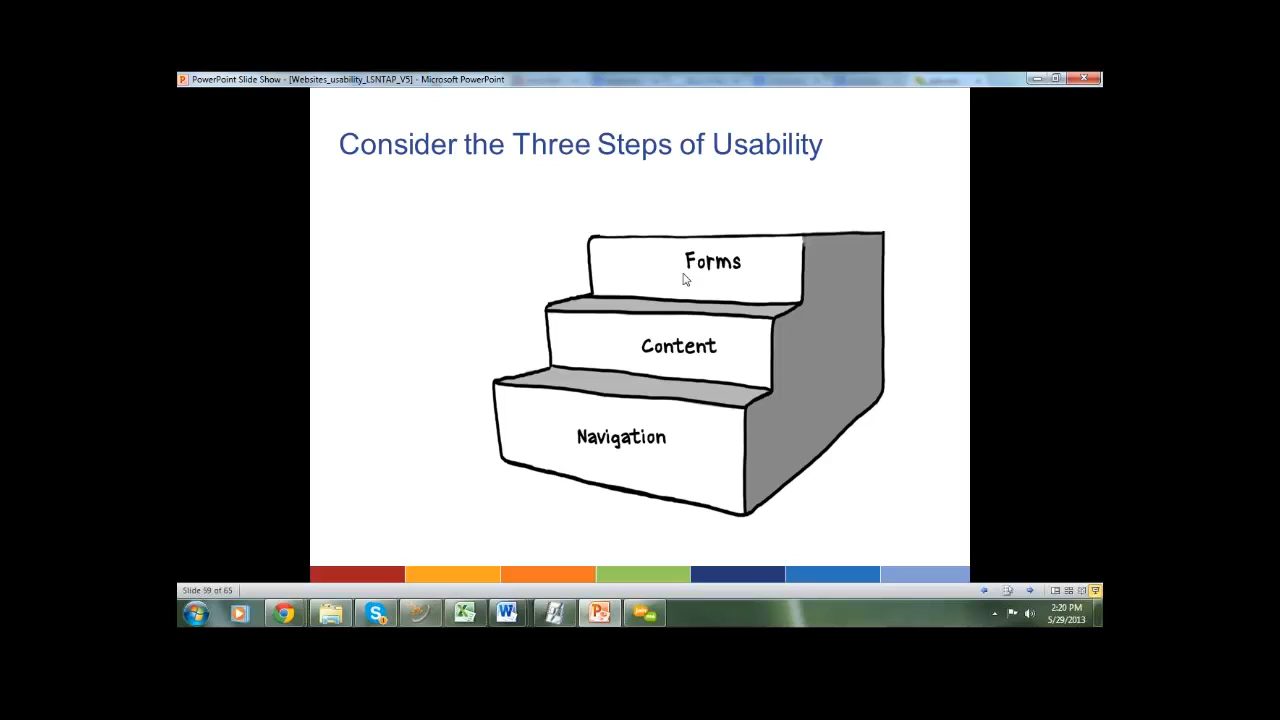 PowerPoint Slide Show - [Websites_usability_LSNTAP_V5] - Microsoft PowerPoint
Consider the Three Steps of Usability
Forms
Content
Navigation
Slide 59 of 65
2:20 PM
5/29/2013